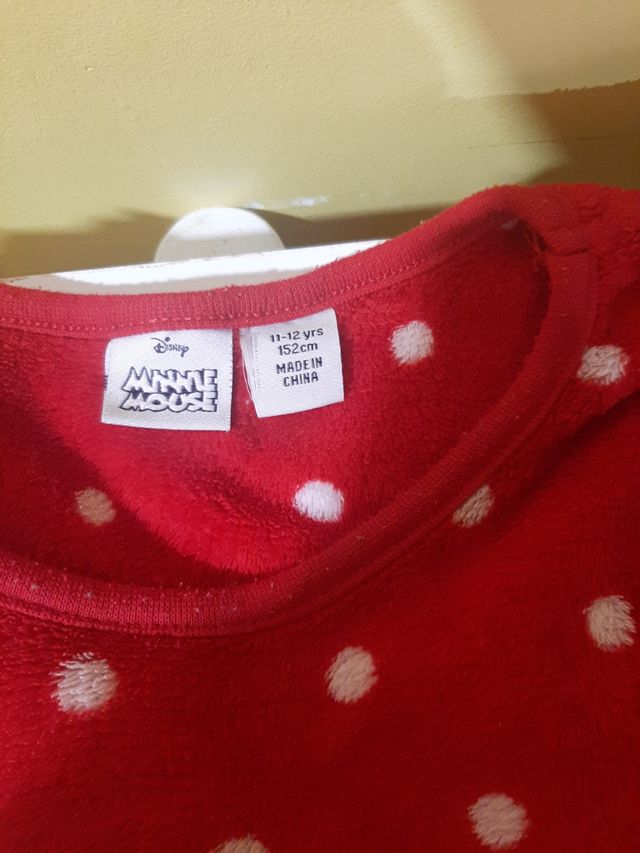 Disney
MINNIE
MOUSE
11-12 yrs
152cm
MADE IN
CHINA